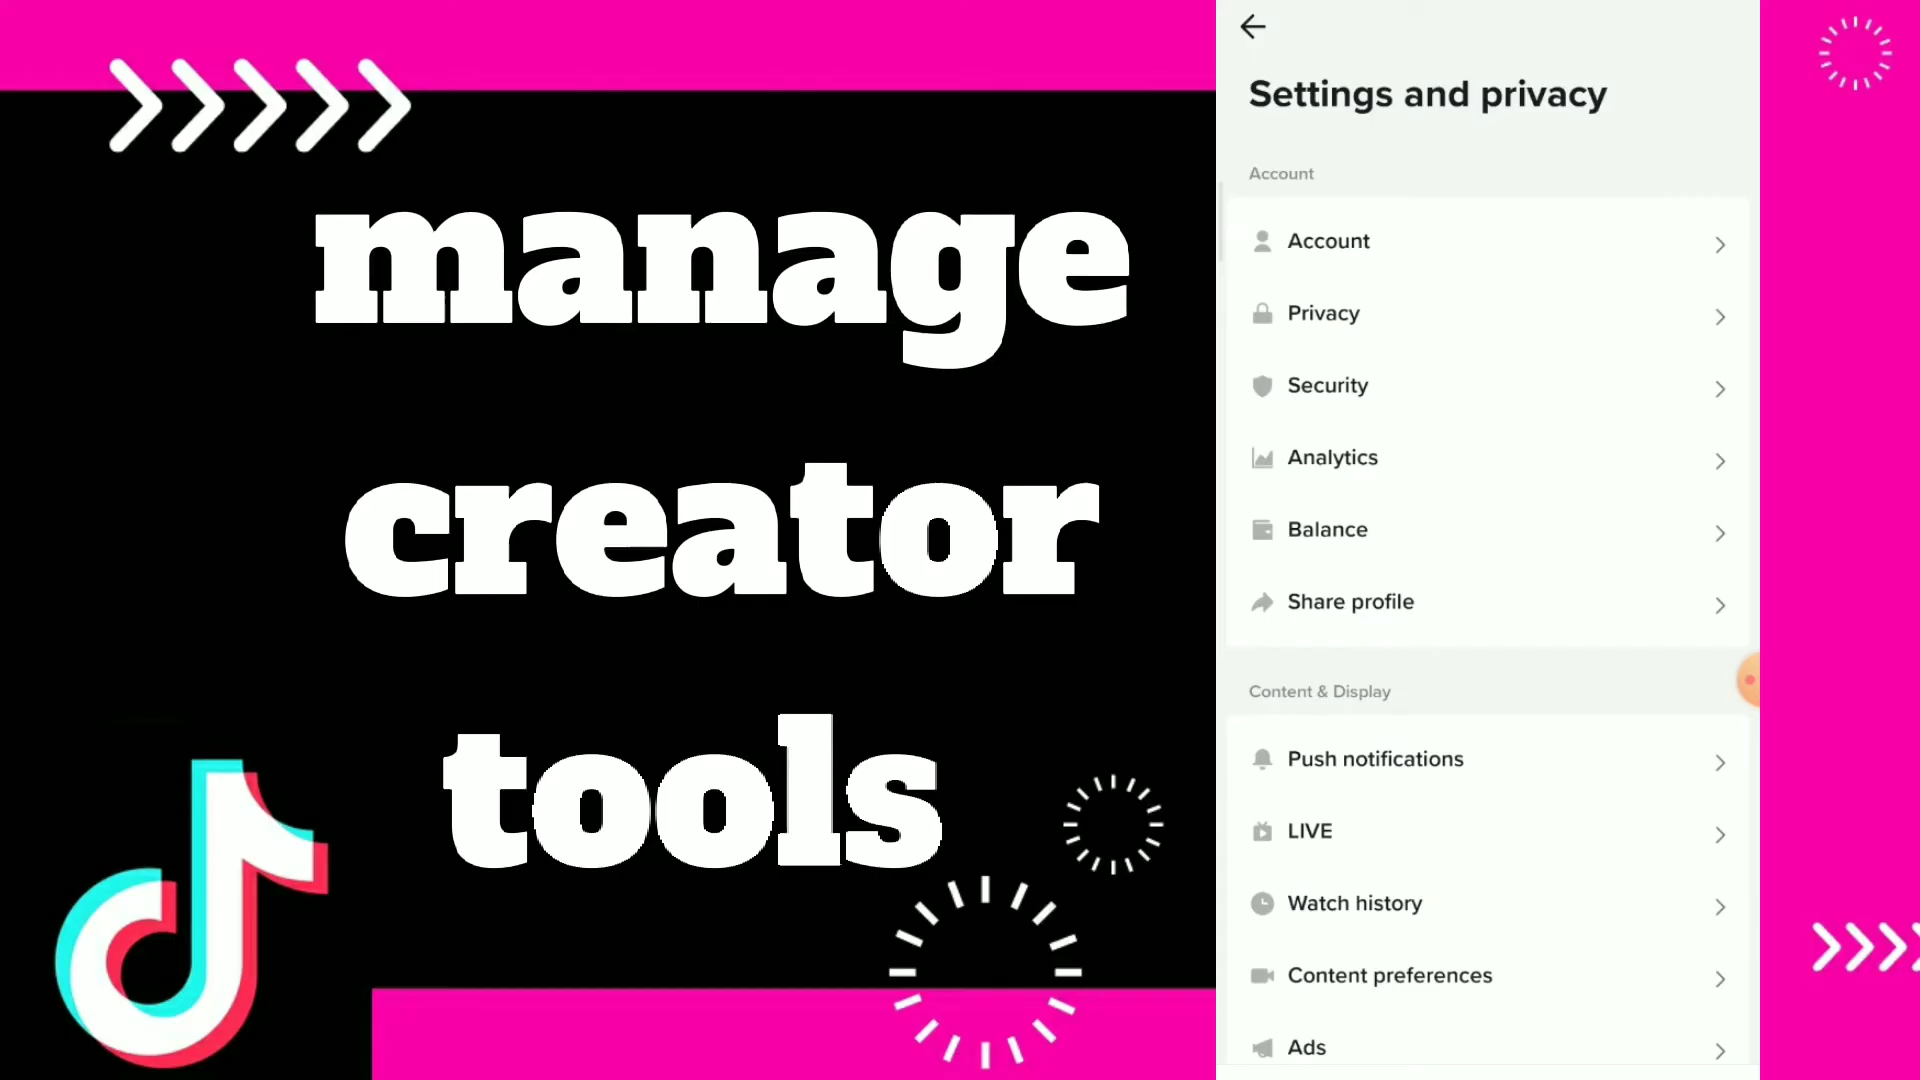 manage
creator
tools
Settings and privacy
Account
Account
Privacy
Security
Analytics
Balance
Share profile
Content & Display
Push notifications
LIVE
Watch history
Content preferences
Ads